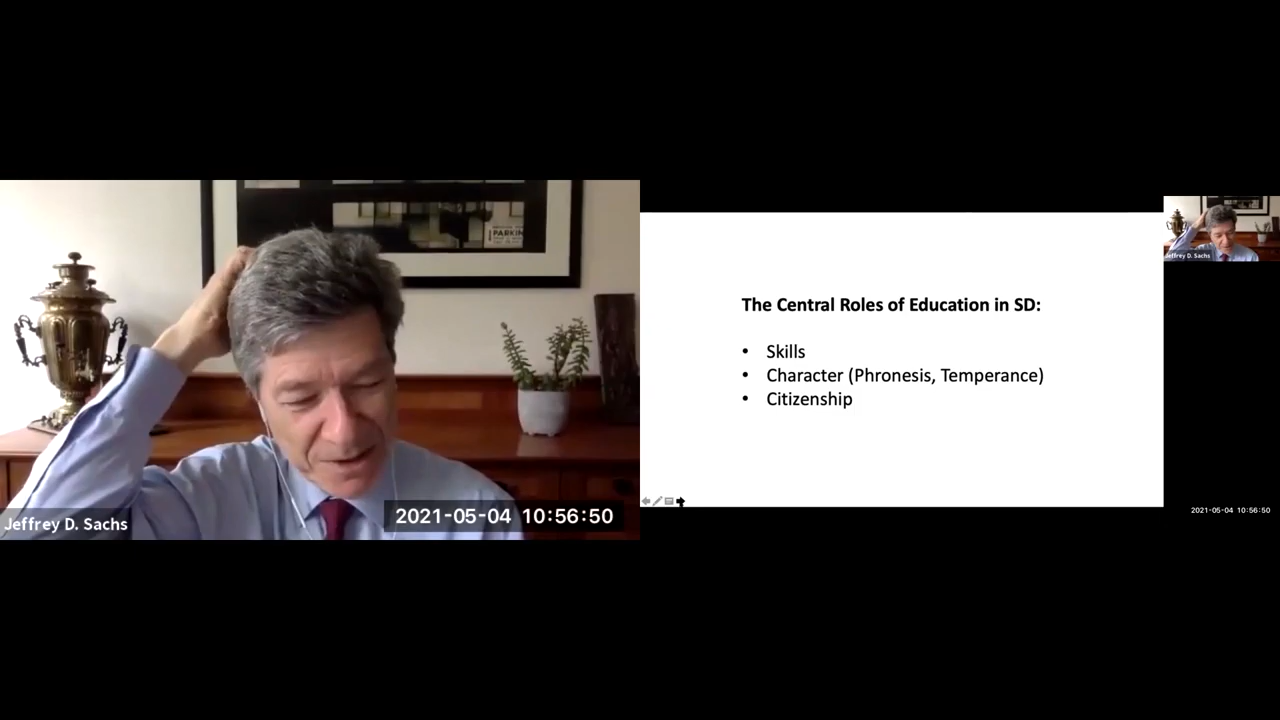 PARKIN
Jeffrey D. Sachs
2021-05-04 10:56:50
The Central Roles of Education in SD:
• Skills
• Character (Phronesis, Temperance)
• Citizenship
Jeffrey D. Sachs
2021-05-04 10:56:50